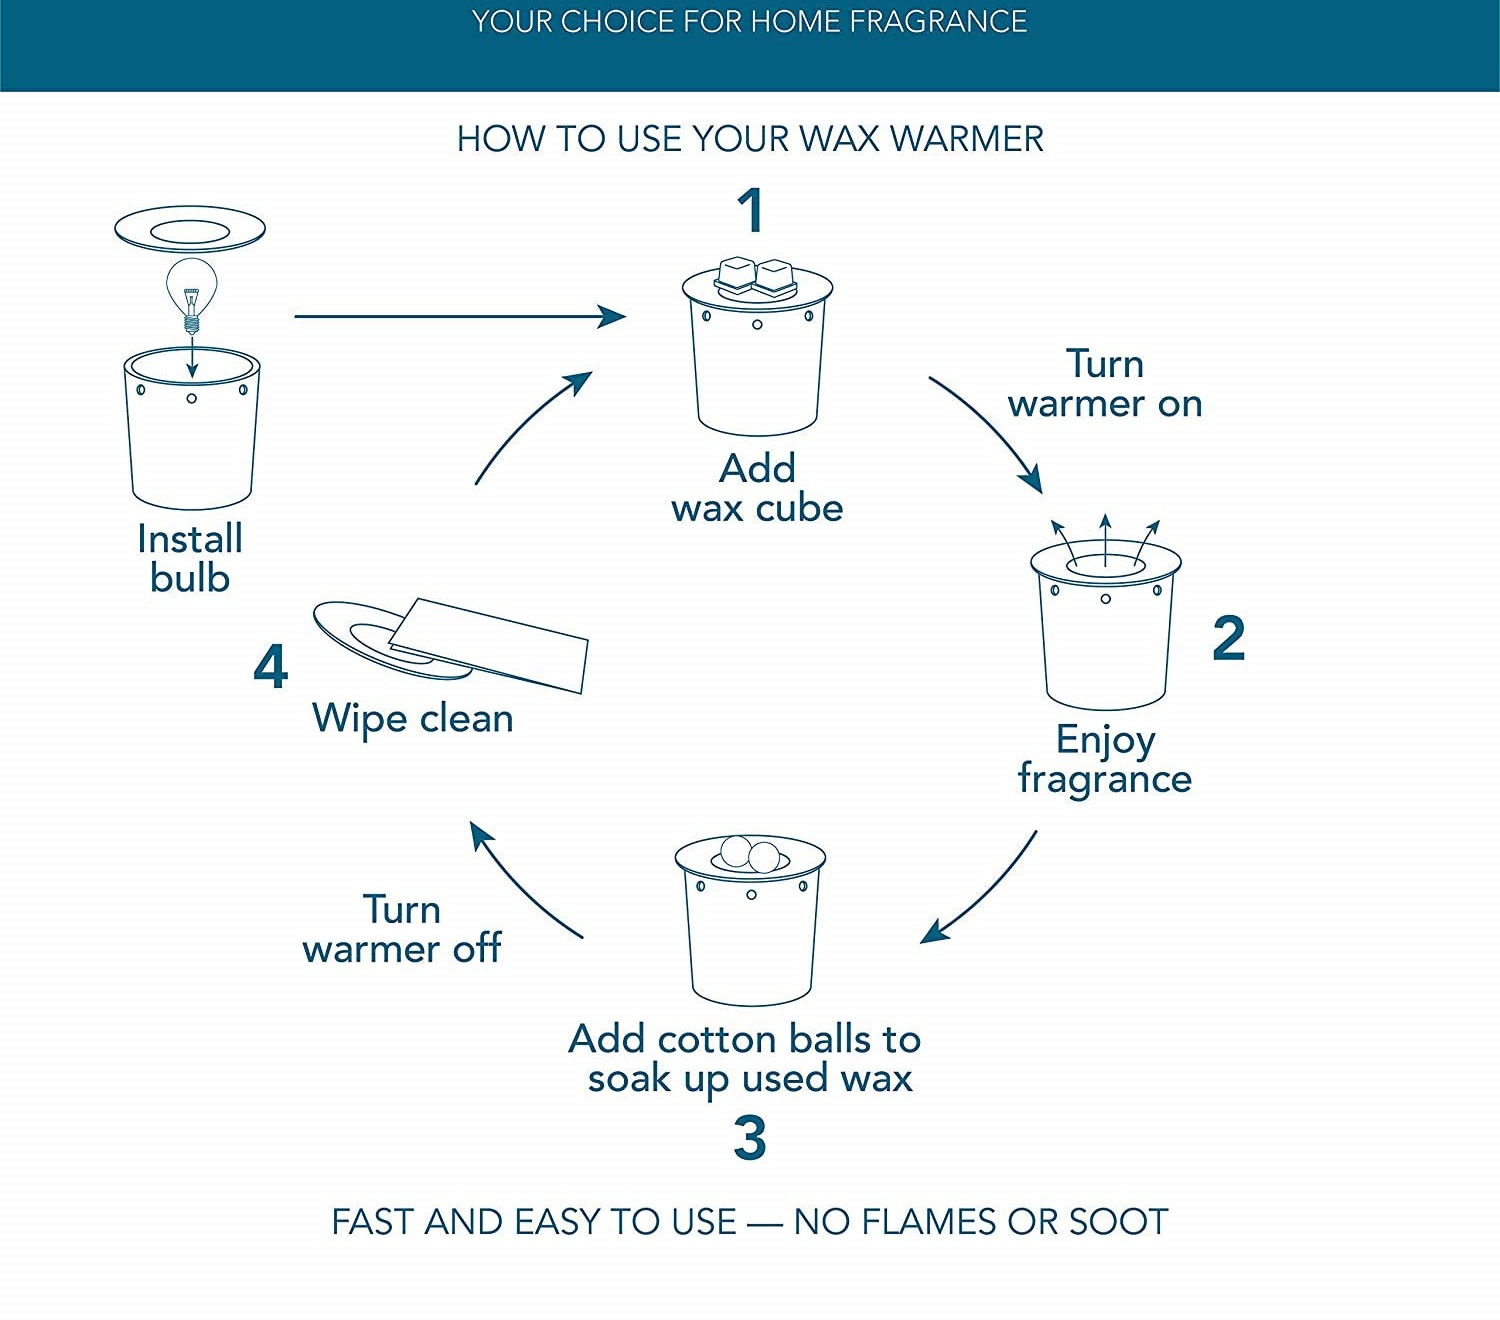 YOUR CHOICE FOR HOME FRAGRANCE
HOW TO USE YOUR WAX WARMER
Install
bulb
1
Add
wax cube
Turn
warmer on
2
Enjoy
fragrance
Add cotton balls to
soak up used wax
3
Turn
warmer off
4
Wipe clean
FAST AND EASY TO USE — NO FLAMES OR SOOT